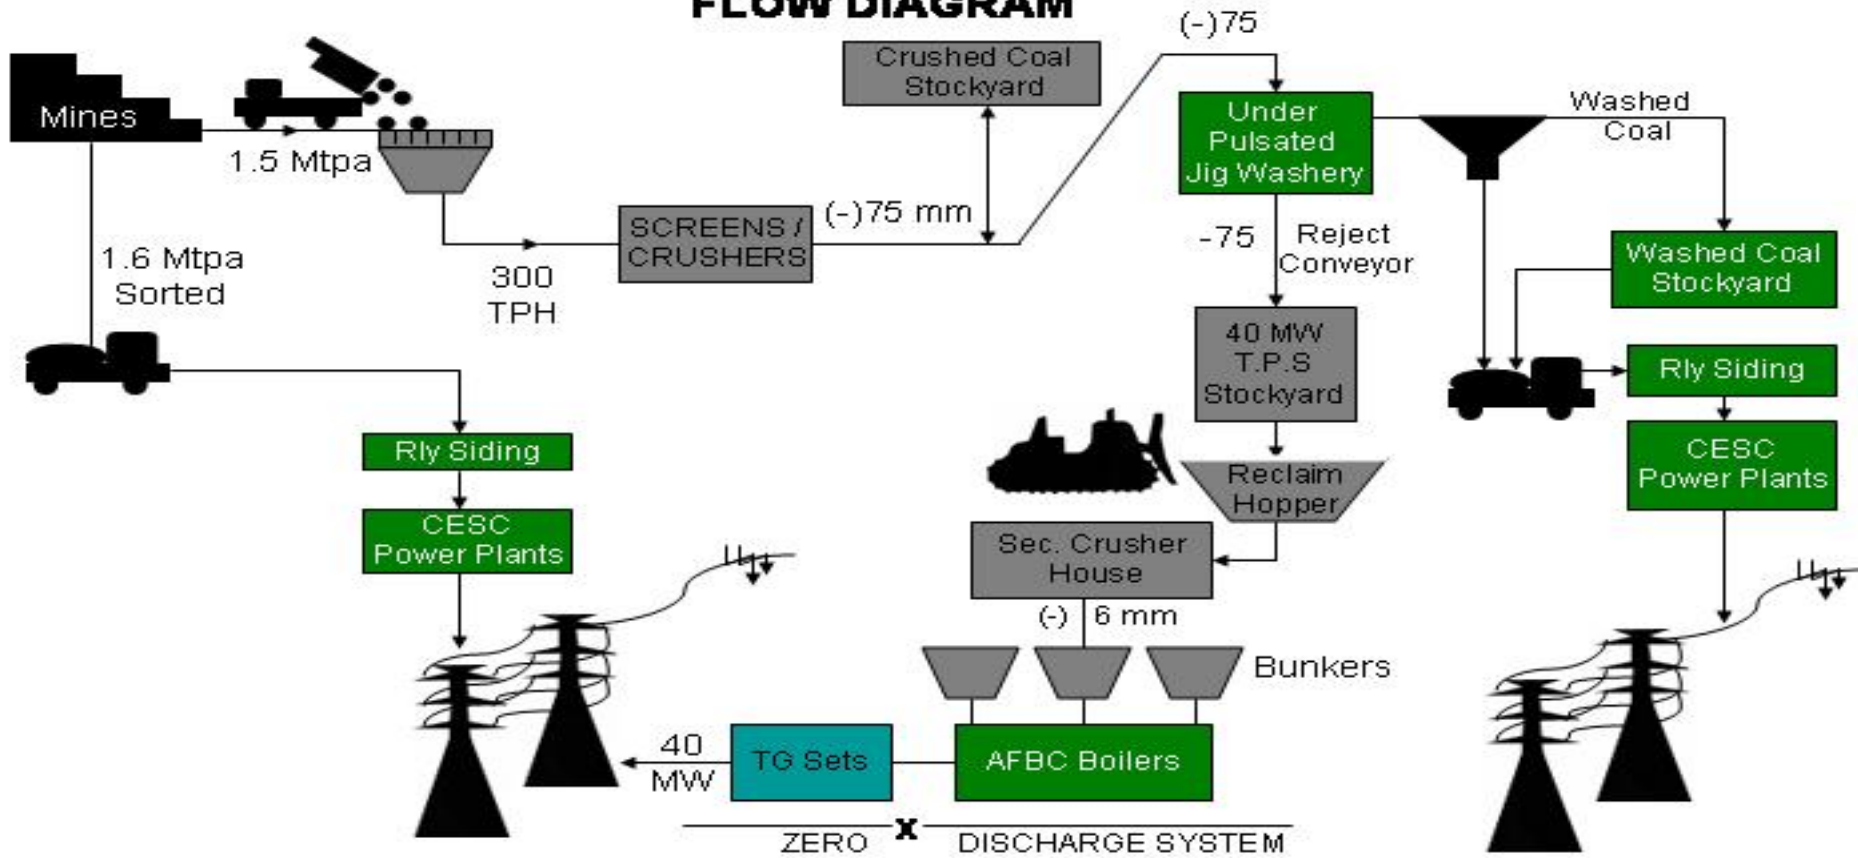 FLOW DIAGRAM
(-)75
Crushed Coal
Stockyard
Mines
1.5 Mtpa
Under
Pulsated
Jig Washery
Washed
Coal
SCREENS /
CRUSHERS
(-)75 mm
-75
Reject
Conveyor
Washed Coal
Stockyard
1.6 Mtpa
Sorted
300
TPH
40 MW
T.P.S
Stockyard
Rly Siding
Rly Siding
Reclaim
Hopper
CESC
Power Plants
CESC
Power Plants
Sec. Crusher
House
(-) 6 mm
Bunkers
40
MW
TG Sets
AFBC Boilers
ZERO X DISCHARGE SYSTEM